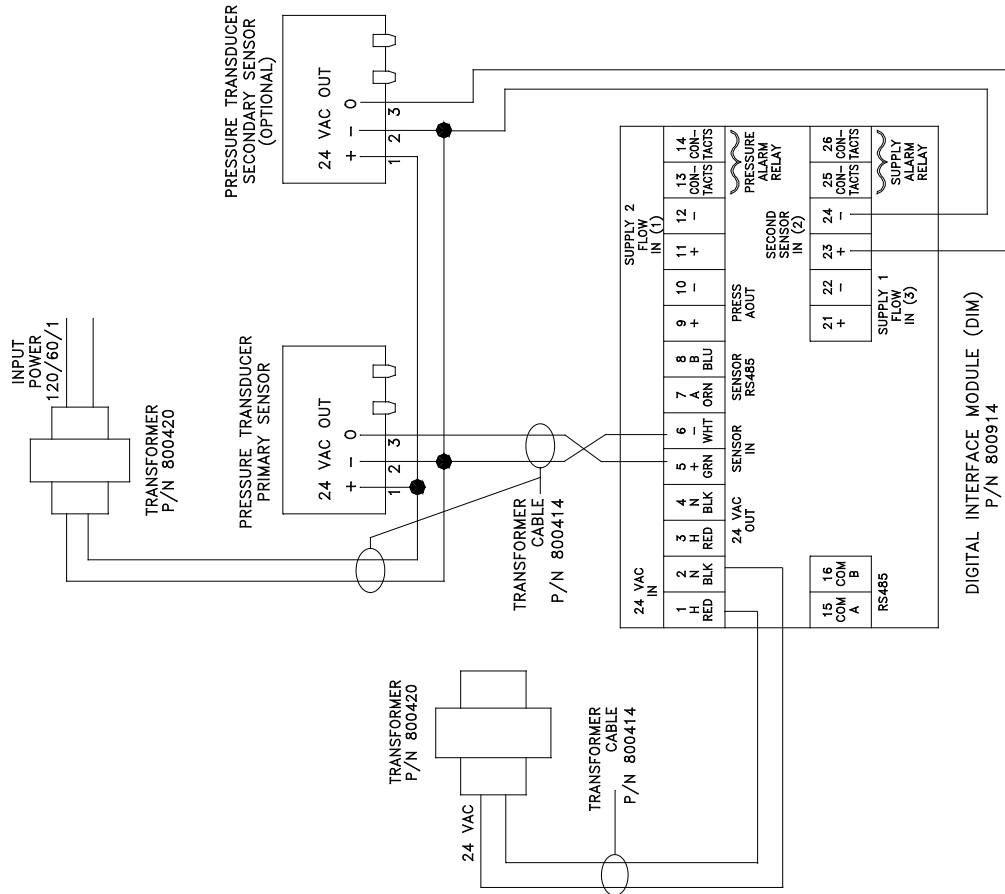 INPUT
POWER
120/60/1
TRANSFORMER
P/N 800420
PRESSURE TRANSDUCER
SECONDARY SENSOR
(OPTIONAL)
24 VAC OUT
+ − O
1 2 3
PRESSURE TRANSDUCER
PRIMARY SENSOR
24 VAC OUT
+ − O
1 2 3
TRANSFORMER
CABLE
P/N 800414
TRANSFORMER
P/N 800420
24 VAC
TRANSFORMER
CABLE
P/N 800414
24 VAC
IN
SUPPLY 2
FLOW
IN (1)
1 2 3 4 5 6 7 8 9 10 11 12 13 14
H N H N + − A B + − + − CON- CON-
RED BLK RED BLK GRN WHT ORN BLU TACTS TACTS
24 VAC
OUT
SENSOR
IN
SENSOR
RS485
PRESS
AOUT
PRESSURE
ALARM
RELAY
SECOND
SENSOR
IN (2)
15 16
COM COM
A B
RS485
21 22 23 24 25 26
+ − + − CON- CON-
TACTS TACTS
SUPPLY 1
FLOW
IN (3)
SUPPLY
ALARM
RELAY
DIGITAL INTERFACE MODULE (DIM)
P/N 800914